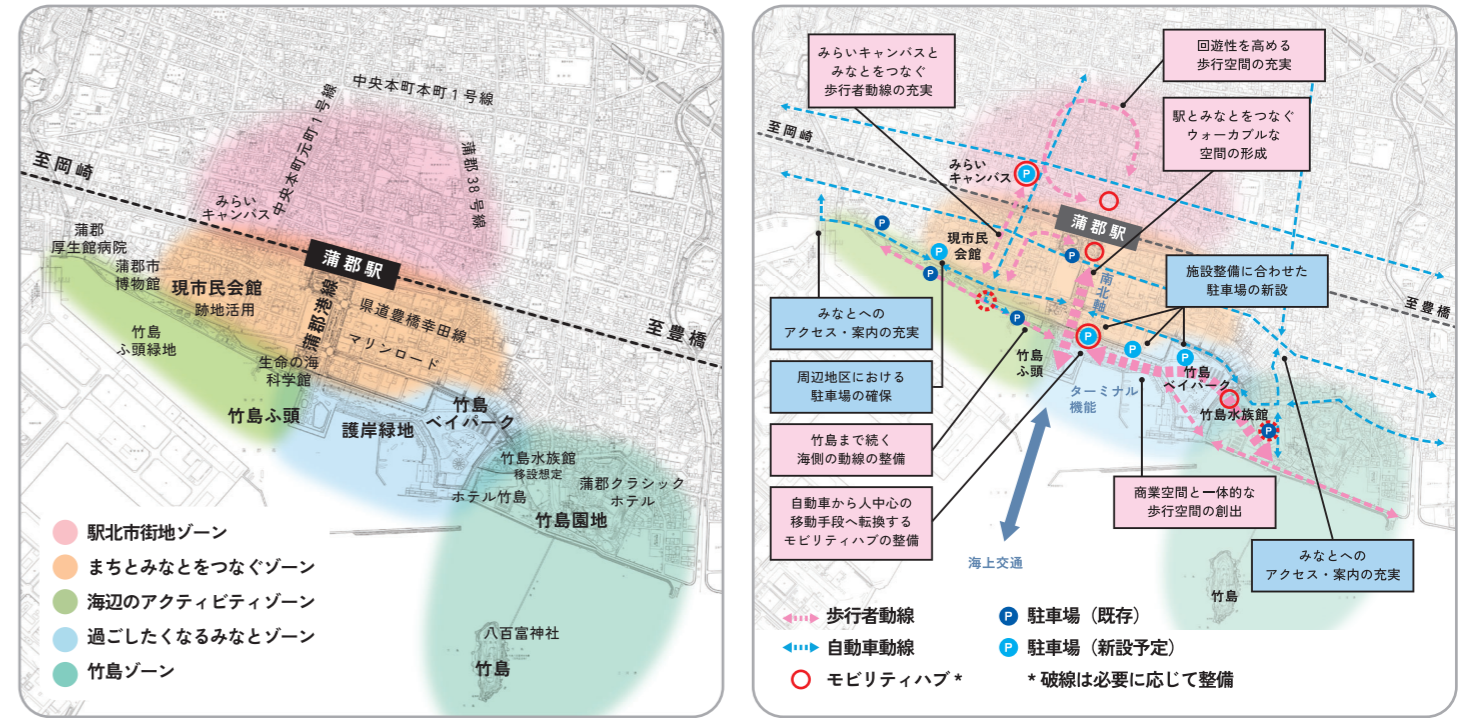 中央本町本町1号線
中央本町元町1号線
蒲郡38号線
至岡崎
みらい
キャンバス
蒲郡駅
蒲郡
厚生館病院
蒲郡市
博物館
現市民会館
跡地活用
蒲郡港線
県道豊橋幸田線
マリンロード
至豊橋
竹島
ふ頭緑地
生命の海
科学館
竹島ふ頭
護岸緑地
竹島
ベイパーク
竹島水族館
移設想定
蒲郡クラシック
ホテル
ホテル竹島
竹島園地
八百富神社
竹島
駅北市街地ゾーン
まちとみなとをつなぐゾーン
海辺のアクティビティゾーン
過ごしたくなるみなとゾーン
竹島ゾーン
みらいキャンバスと
みなとをつなぐ
歩行者動線の充実
回遊性を高める
歩行空間の充実
駅とみなとをつなぐ
ウォーカブルな
空間の形成
至岡崎
みらい
キャンバス
P
蒲郡駅
現市民
会館
P
P
P
P
南北軸
施設整備に合わせた
駐車場の新設
至豊橋
みなとへの
アクセス・案内の充実
P
P
P
P
竹島
ふ頭
竹島
ベイパーク
周辺地区における
駐車場の確保
ターミナル
機能
竹島水族館
P
竹島まで続く
海側の動線の整備
自動車から人中心の
移動手段へ転換する
モビリティハブの整備
商業空間と一体的な
歩行空間の創出
海上交通
みなとへの
アクセス・案内の充実
竹島
歩行者動線
自動車動線
モビリティハブ*
P 駐車場（既存）
P 駐車場（新設予定）
*破線は必要に応じて整備